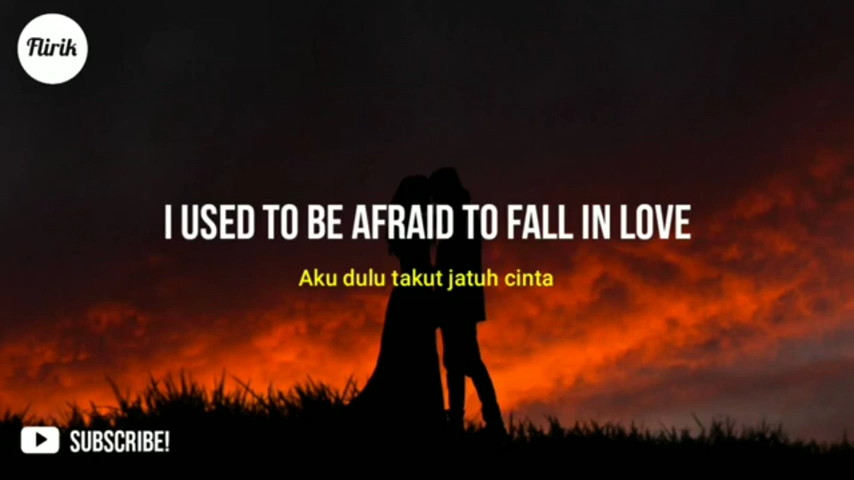 Flirik
I USED TO BE AFRAID TO FALL IN LOVE
Aku dulu takut jatuh cinta
SUBSCRIBE!